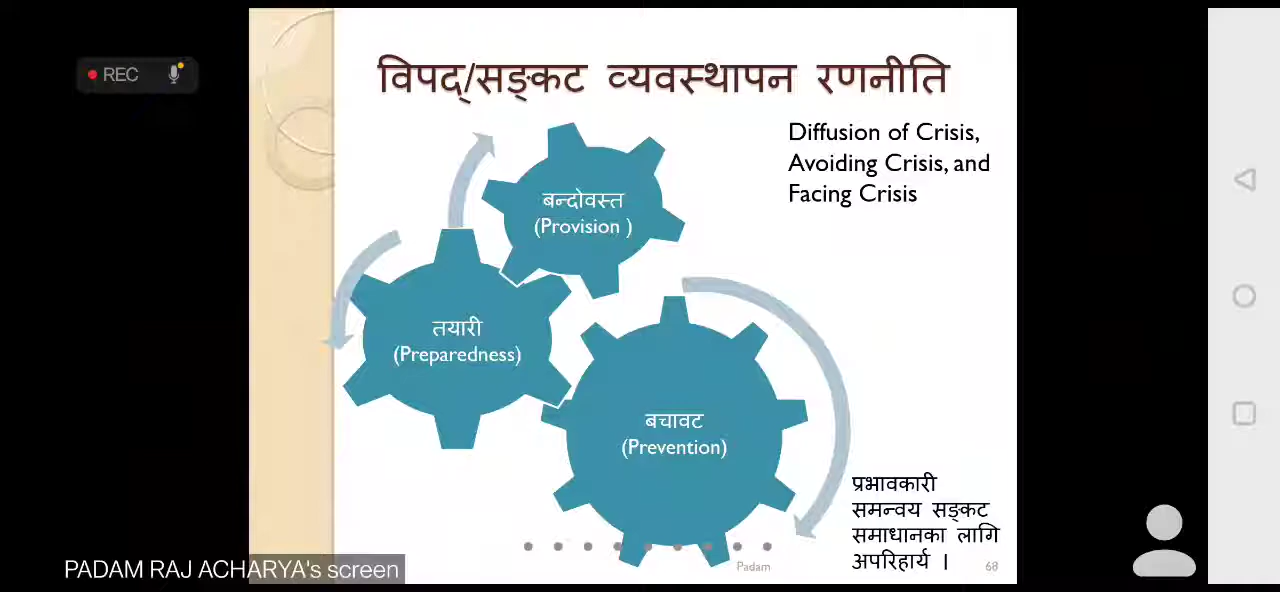 REC
विपद्/सङ्कट व्यवस्थापन रणनीति
Diffusion of Crisis,
Avoiding Crisis, and
Facing Crisis
बन्दोवस्त
(Provision )
तयारी
(Preparedness)
बचावट
(Prevention)
प्रभावकारी
समन्वय सङ्कट
समाधानका लागि
अपरिहार्य ।
Padam
68
PADAM RAJ ACHARYA's screen